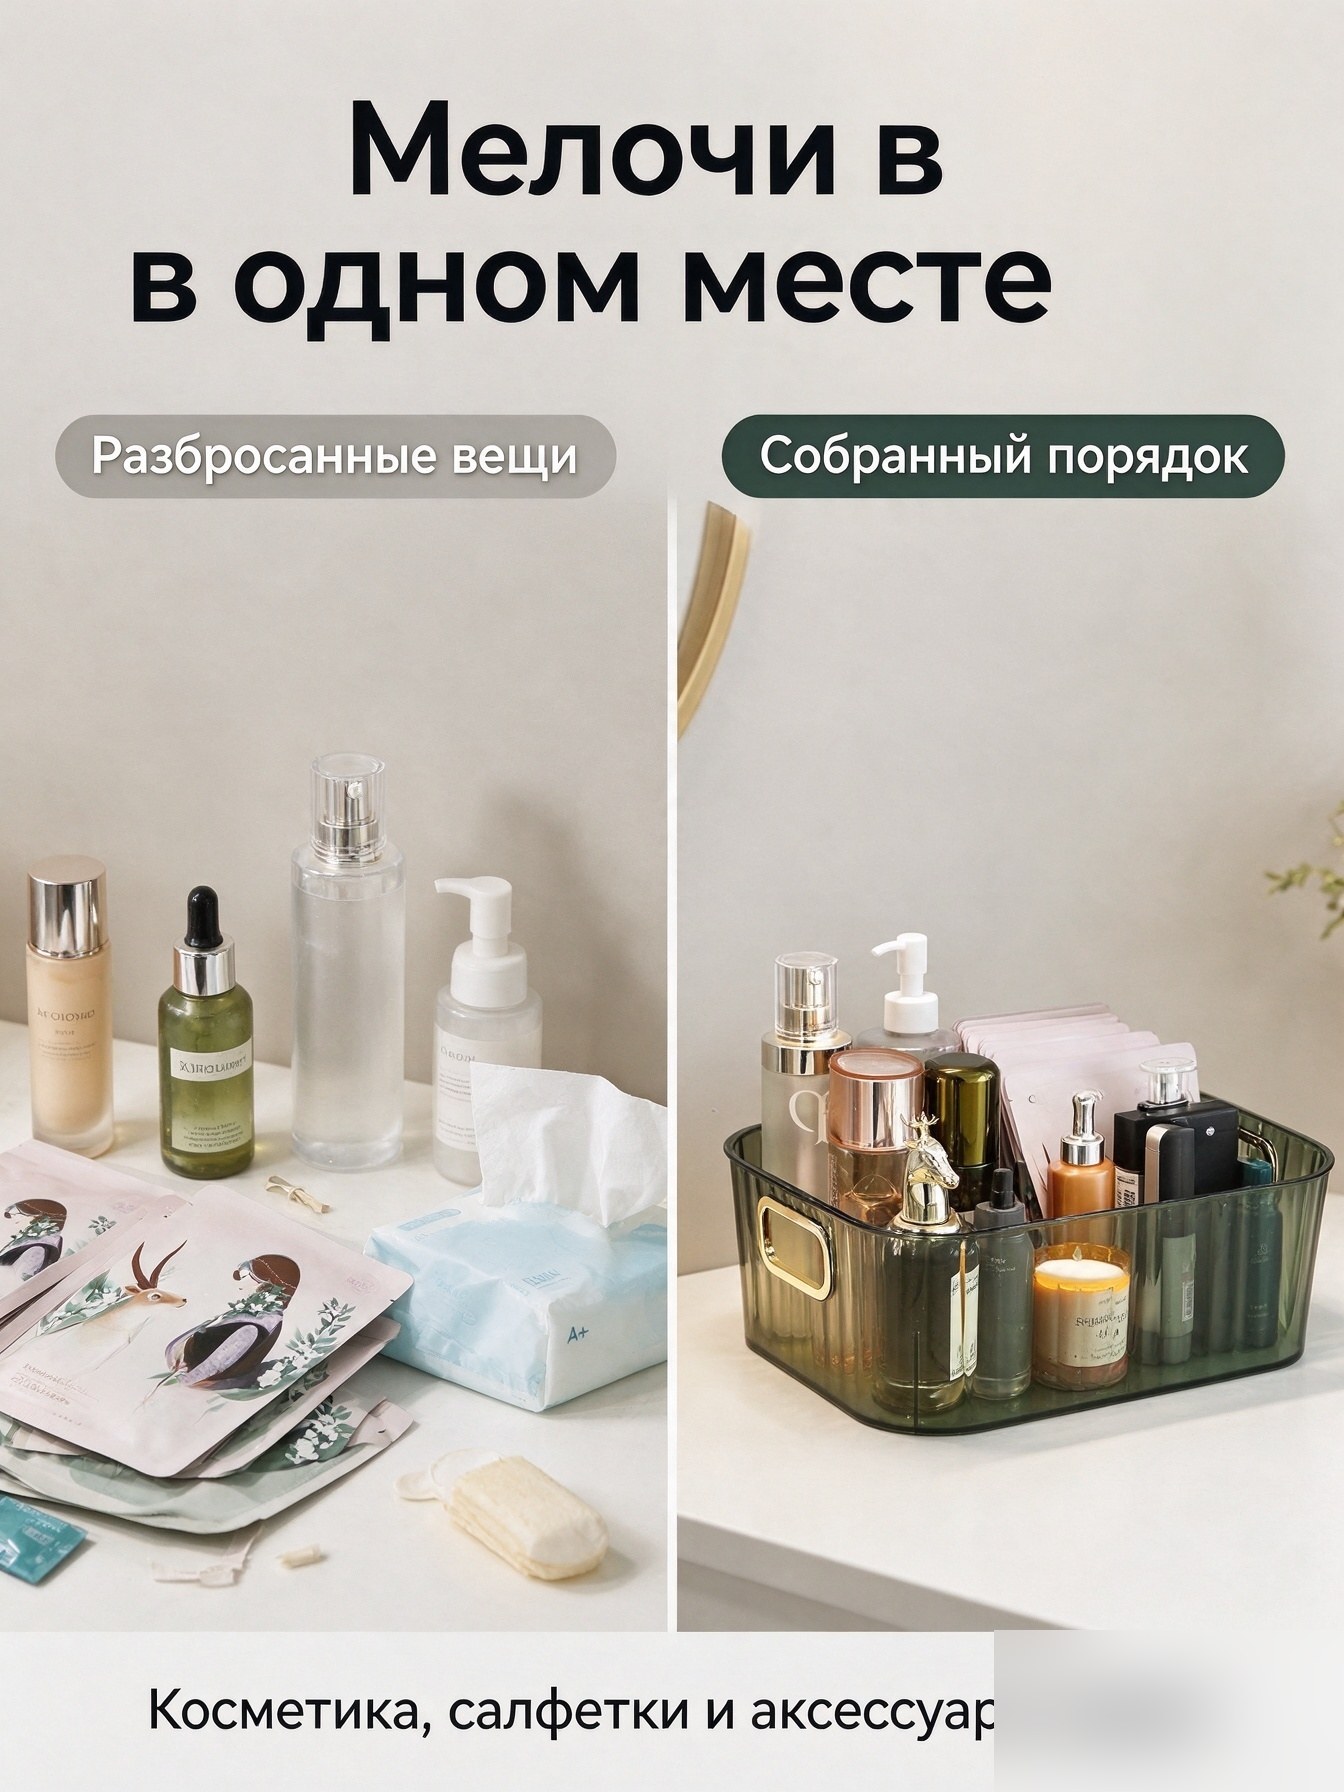 Мелочи в
в одном месте
Разбросанные вещи
Собранный порядок
A+
Косметика, салфетки и аксессуар